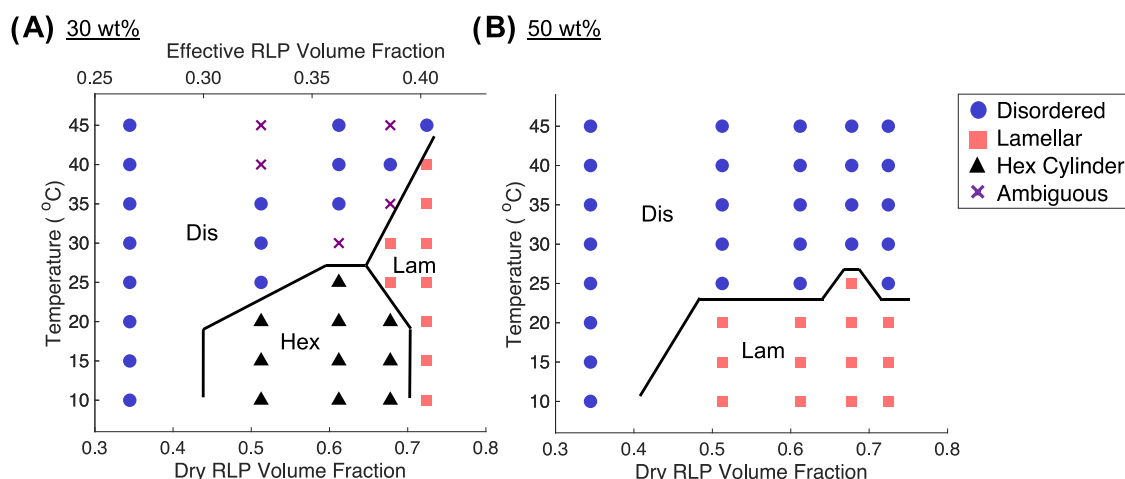 (A) 30 wt%
Effective RLP Volume Fraction
0.25 0.30 0.35 0.40
45
40
35
30
25
20
15
10
Temperature ( °C)
Dis
Lam
Hex
0.3 0.4 0.5 0.6 0.7 0.8
Dry RLP Volume Fraction
(B) 50 wt%
45
40
35
30
25
20
15
10
Temperature ( °C)
Dis
Lam
0.3 0.4 0.5 0.6 0.7 0.8
Dry RLP Volume Fraction
Disordered
Lamellar
Hex Cylinder
Ambiguous